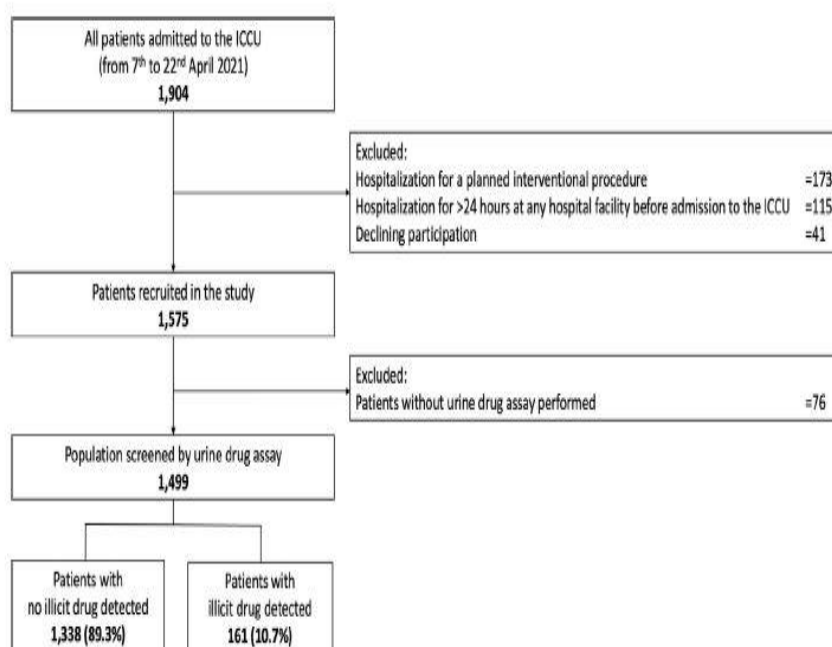 All patients admitted to the ICCU
(from 7th to 22nd April 2021)
1,904
Excluded:
Hospitalization for a planned interventional procedure =173
Hospitalization for >24 hours at any hospital facility before admission to the ICCU =115
Declining participation =41
Patients recruited in the study
1,575
Excluded:
Patients without urine drug assay performed =76
Population screened by urine drug assay
1,499
Patients with
no illicit drug detected
1,338 (89.3%)
Patients with
illicit drug detected
161 (10.7%)